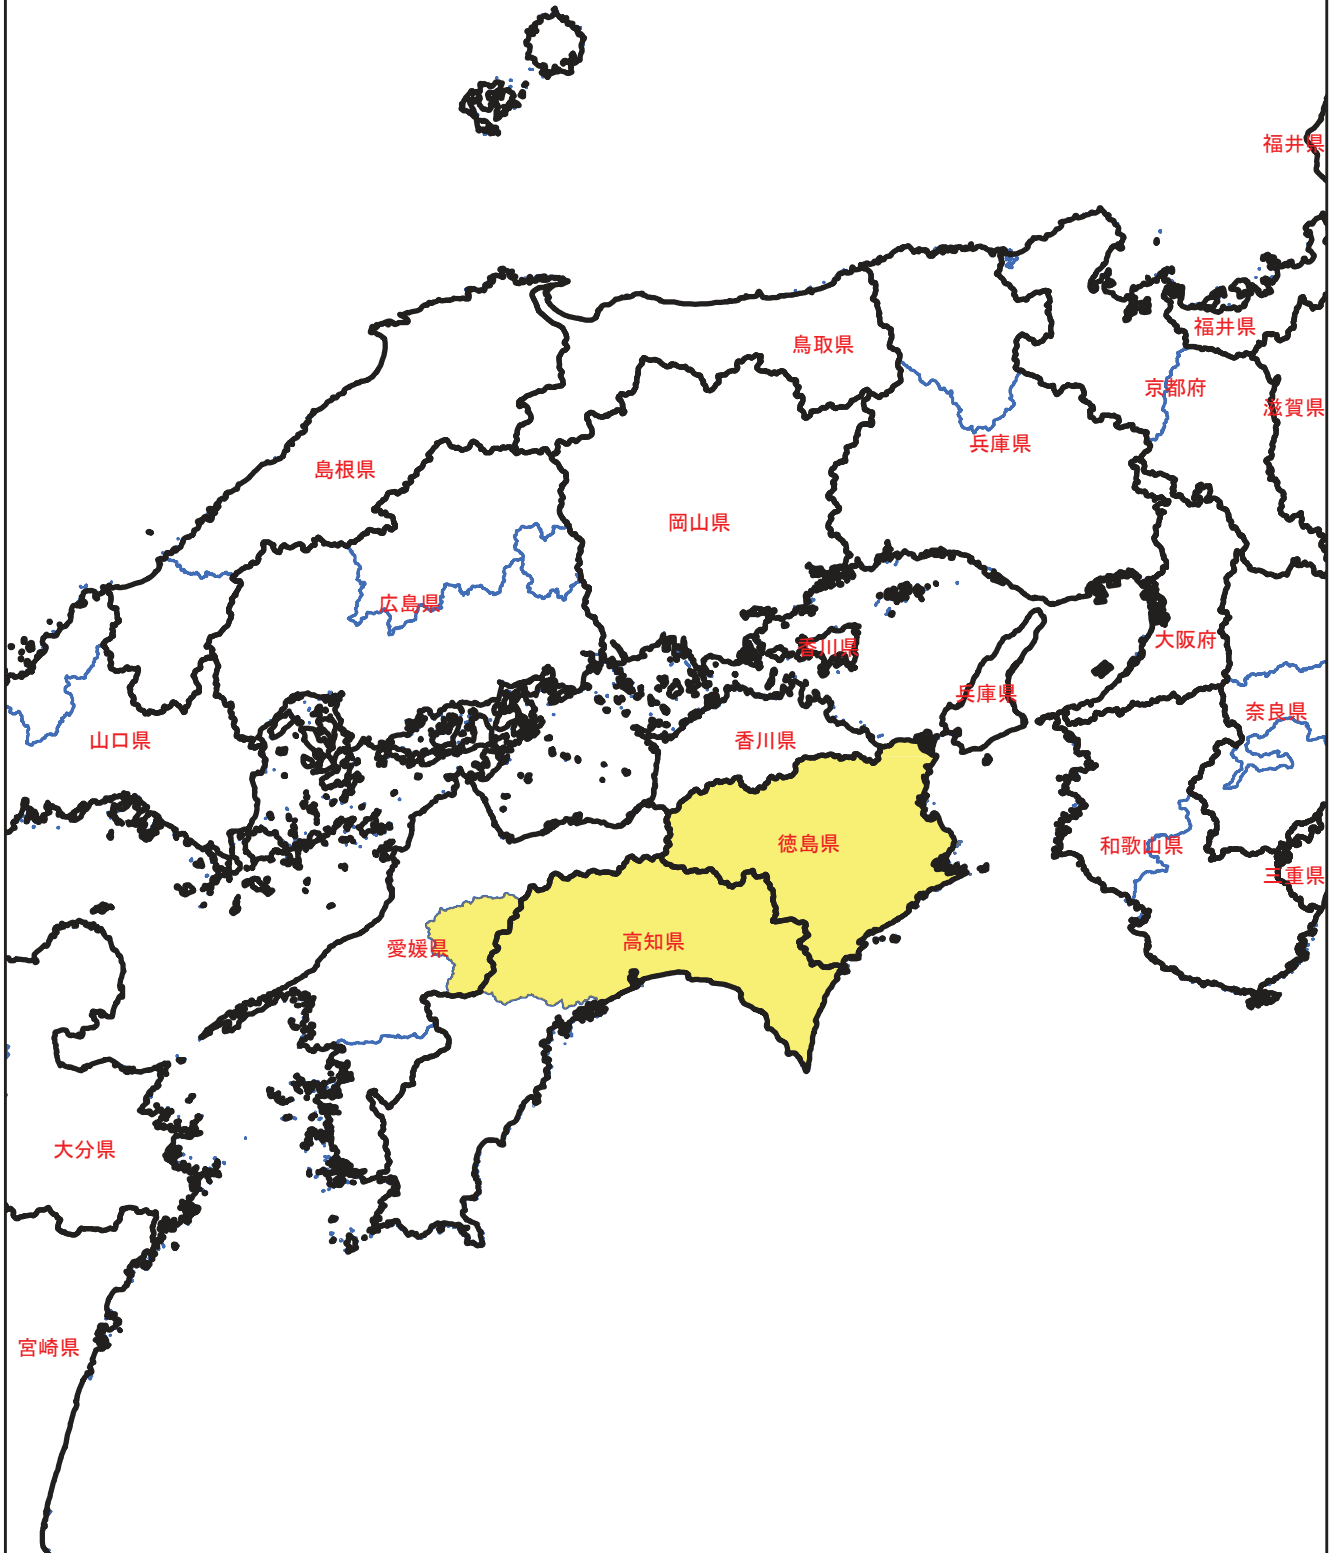 福井県
福井県
鳥取県
京都府
滋賀県
兵庫県
島根県
岡山県
広島県
大阪府
香川県
兵庫県
奈良県
山口県
香川県
徳島県
和歌山県
三重県
高知県
愛媛県
大分県
宮崎県